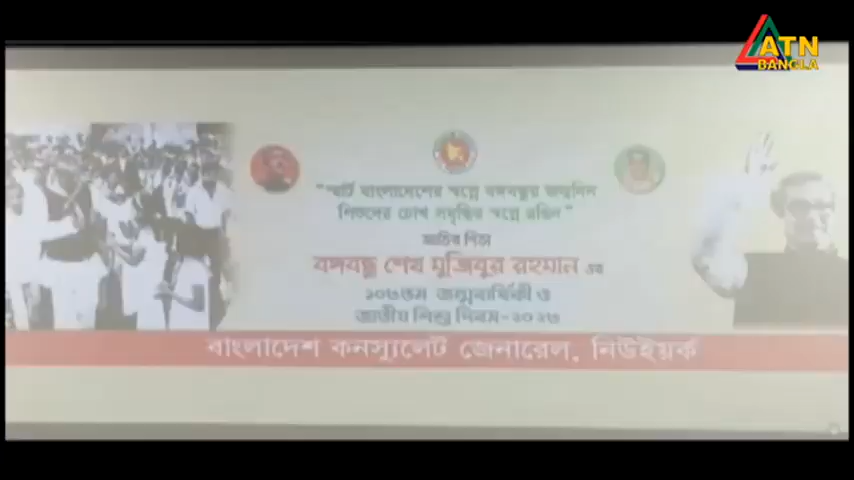 ATN
BANGLA
"স্মার্ট বাংলাদেশের স্বপ্নে বঙ্গবন্ধুর জন্মদিন
শিশুদের চোখ সমৃদ্ধির স্বপ্নে রঙিন"
জাতির পিতা
বঙ্গবন্ধু শেখ মুজিবুর রহমান এর
১০৩তম জন্মবার্ষিকী ও
জাতীয় শিশু দিবস-২০২৩
বাংলাদেশ কনস্যুলেট জেনারেল, নিউইয়র্ক